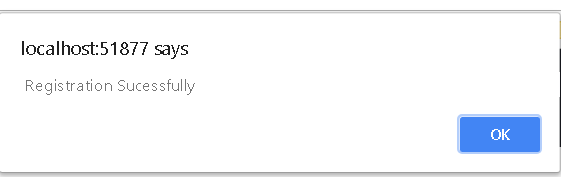 localhost:51877 says
Registration Sucessfully
OK